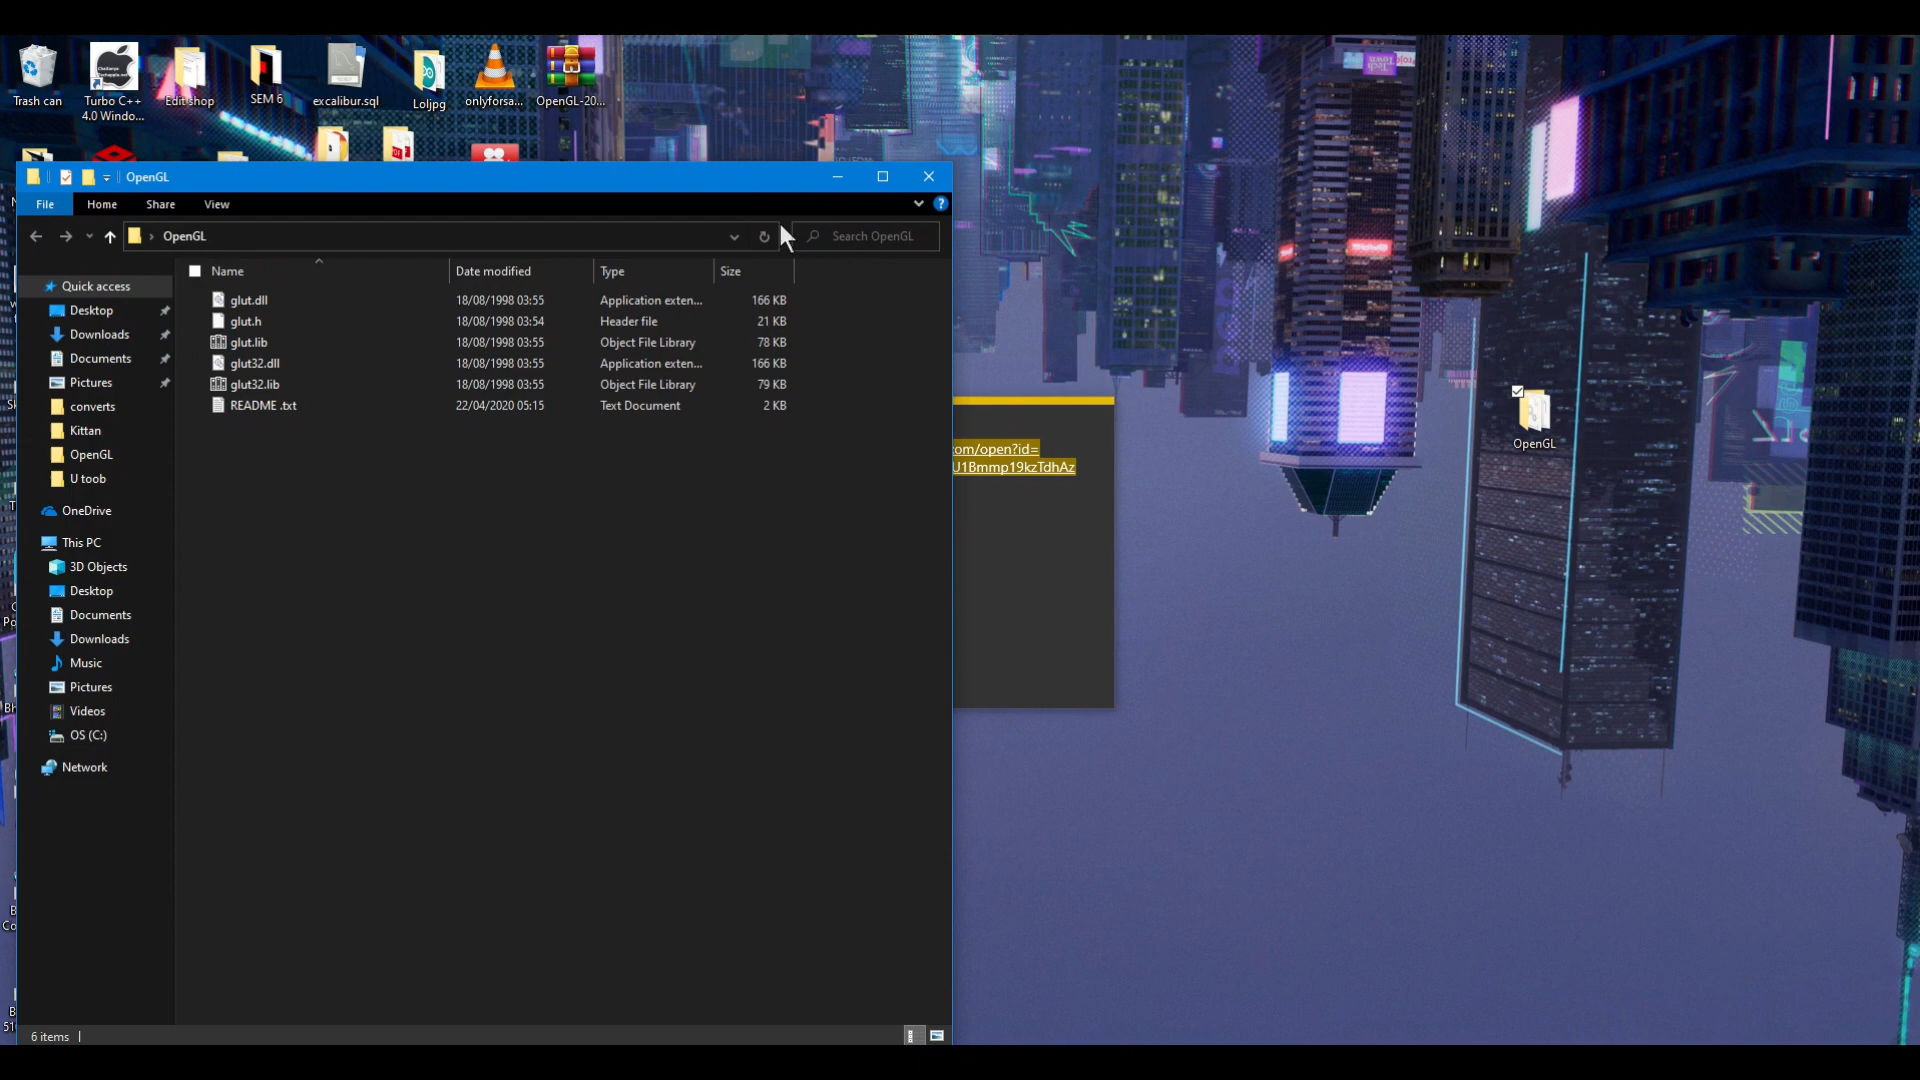 Trash can
Turbo C++
4.0 Windo...
Edit shop
SEM 6
excalibur.sql
Loljpg
onlyforsa...
OpenGL-20...
OpenGL
File
Home
Share
View
OpenGL
Search OpenGL
Name
Date modified
Type
Size
glut.dll
18/08/1998 03:55
Application exten...
166 KB
glut.h
18/08/1998 03:54
Header file
21 KB
glut.lib
18/08/1998 03:55
Object File Library
78 KB
glut32.dll
18/08/1998 03:55
Application exten...
166 KB
glut32.lib
18/08/1998 03:55
Object File Library
79 KB
README .txt
22/04/2020 05:15
Text Document
2 KB
Quick access
Desktop
Downloads
Documents
Pictures
converts
Kittan
OpenGL
U toob
OneDrive
This PC
3D Objects
Desktop
Documents
Downloads
Music
Pictures
Videos
OS (C:)
Network
6 items
om/open?id=
U1Bmmp19kzTdhAz
OpenGL